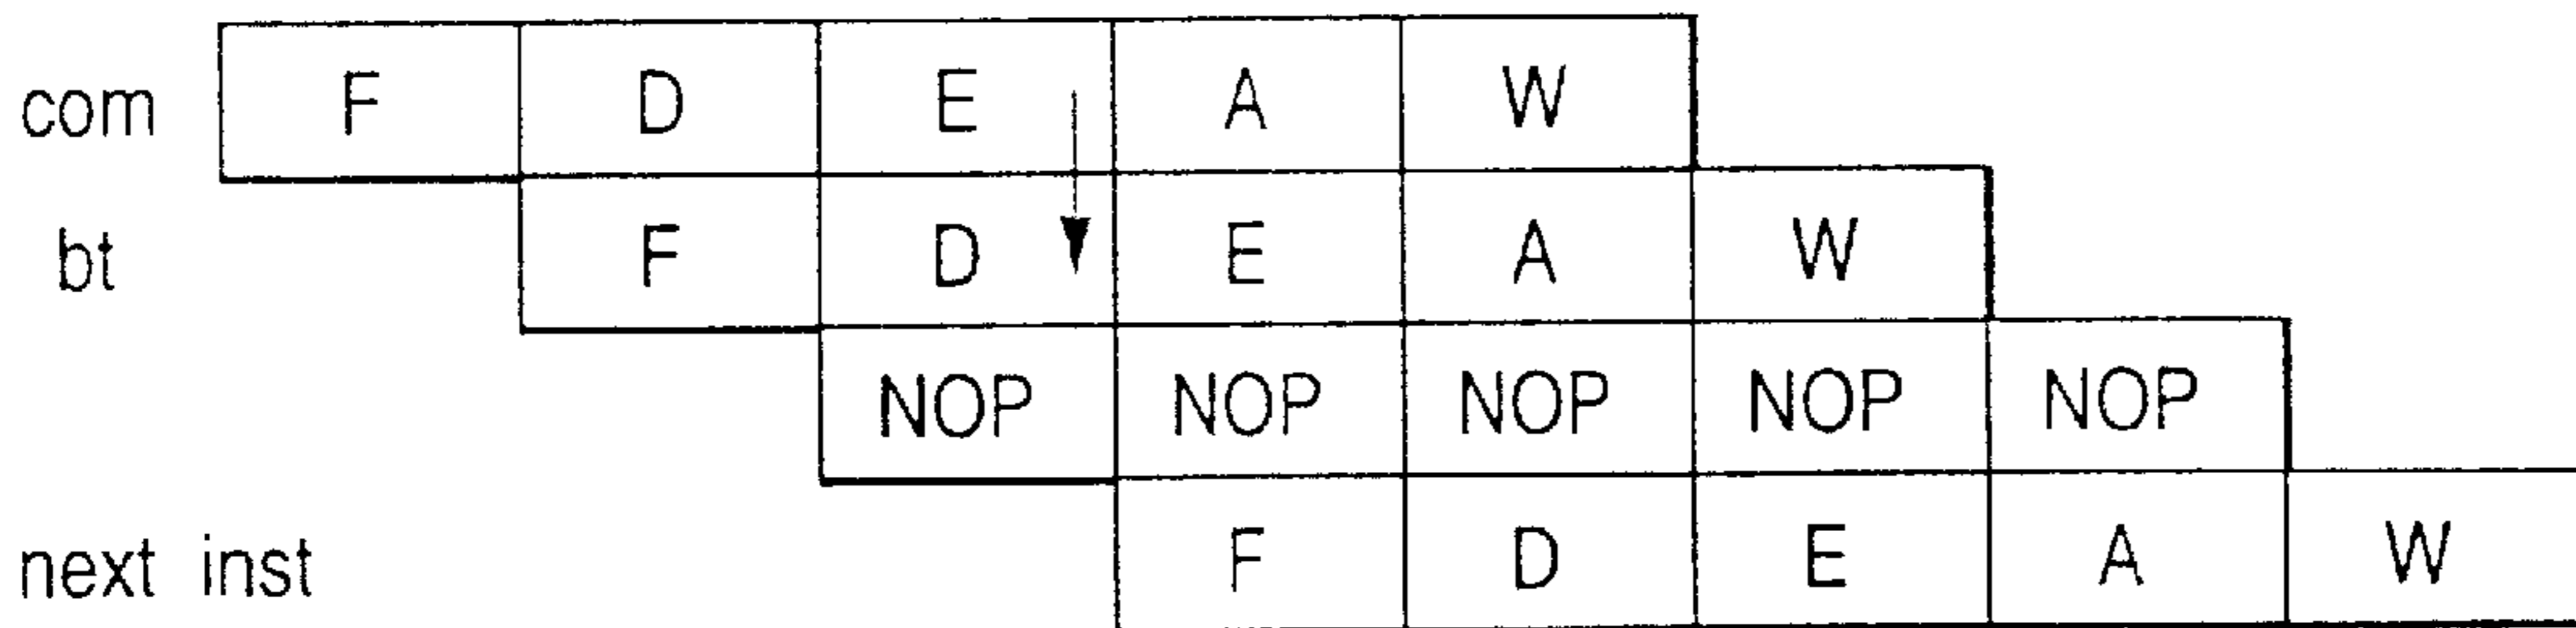 com F D E A W
bt F D E A W
NOP NOP NOP NOP NOP
next inst F D E A W